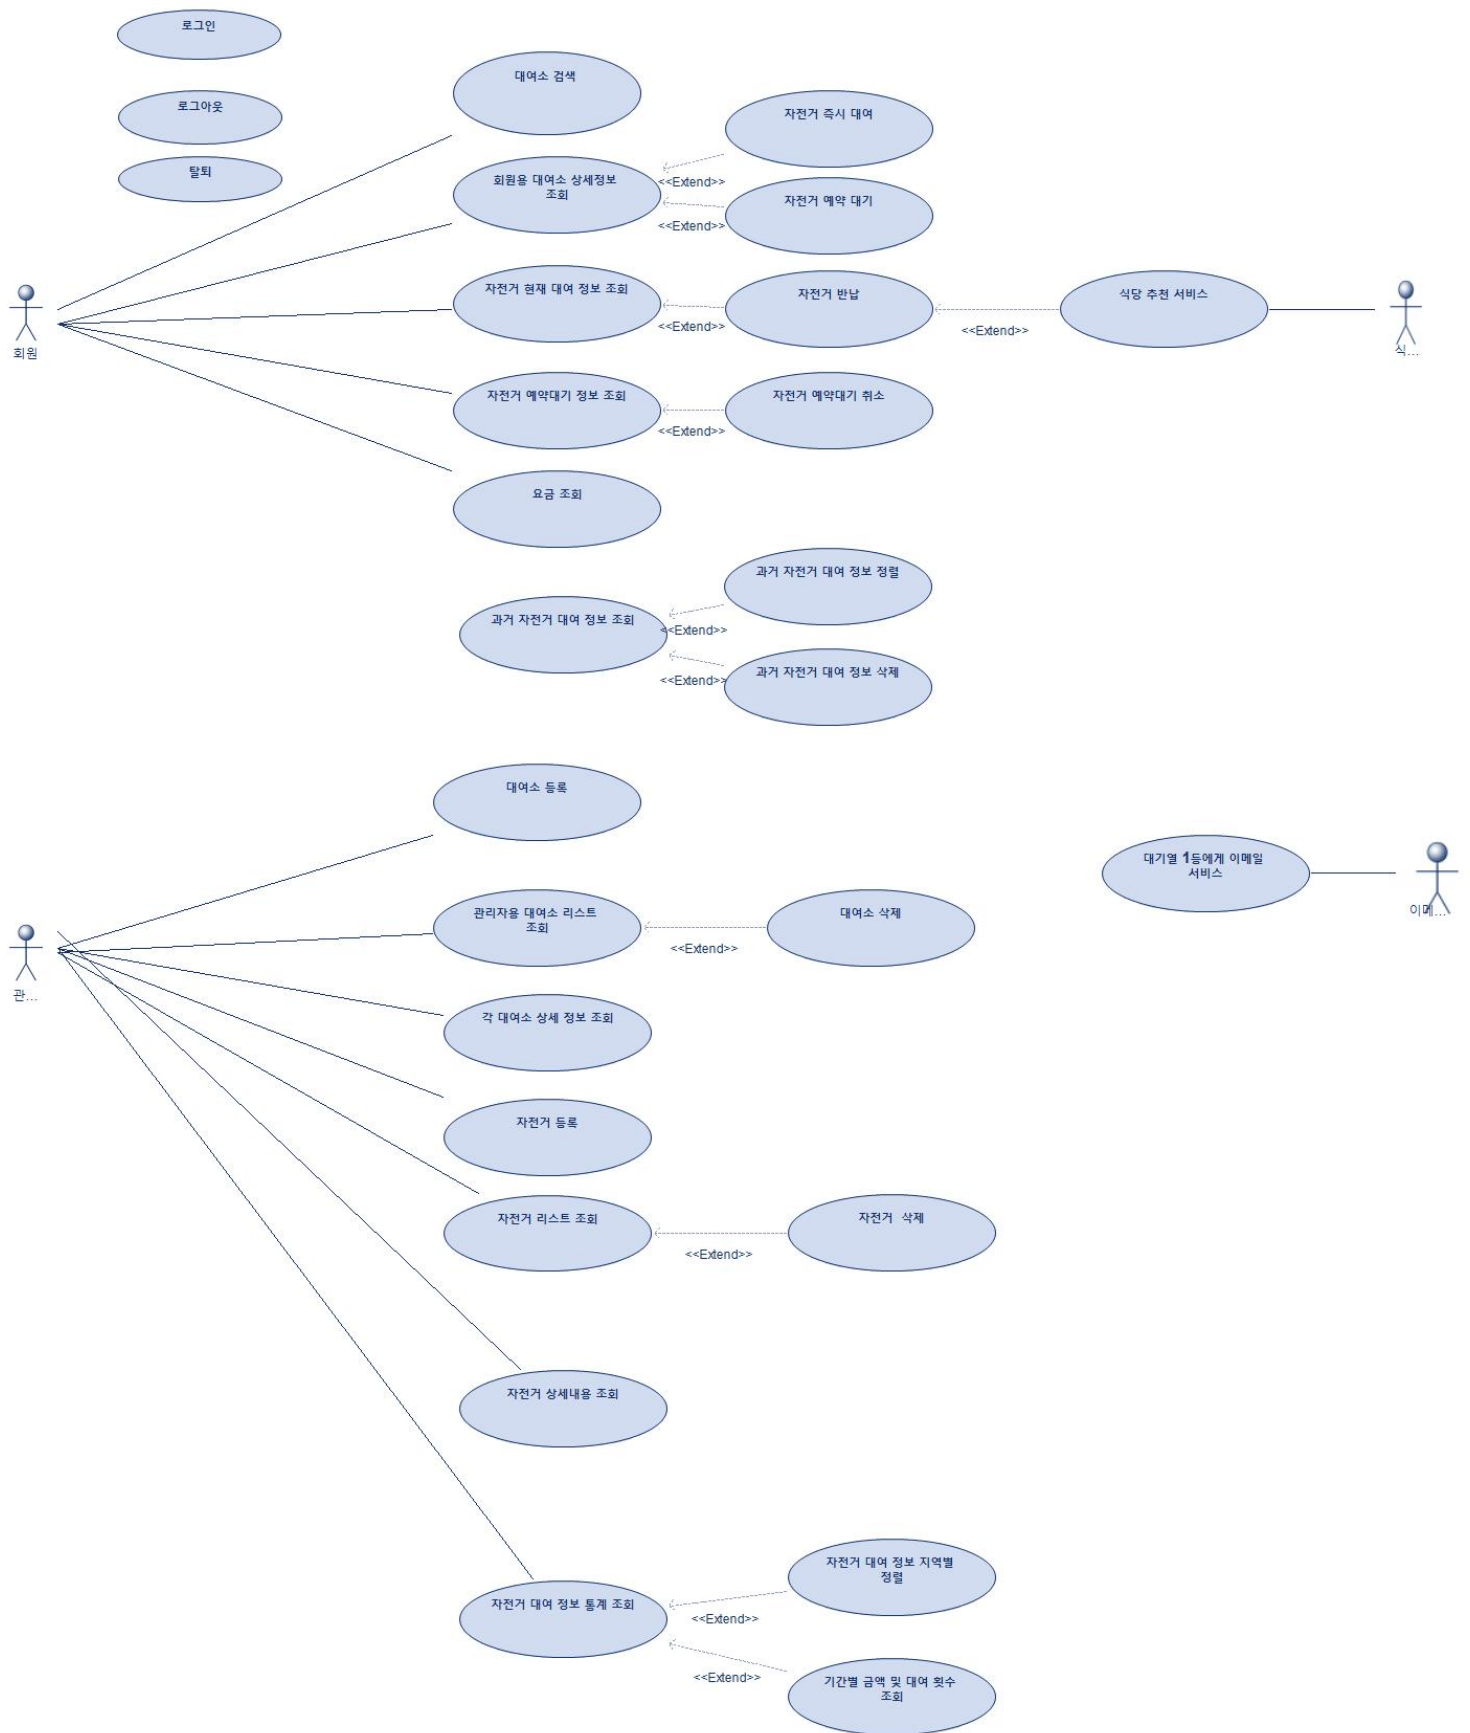 로그인
로그아웃
탈퇴
대여소 검색
자전거 즉시 대여
회원용 대여소 상세정보
조회
<<Extend>>
자전거 예약 대기
<<Extend>>
회원
자전거 현재 대여 정보 조회
<<Extend>>
자전거 반납
<<Extend>>
식당 추천 서비스
식...
자전거 예약대기 정보 조회
<<Extend>>
자전거 예약대기 취소
요금 조회
과거 자전거 대여 정보 정렬
과거 자전거 대여 정보 조회
<<Extend>>
<<Extend>>
과거 자전거 대여 정보 삭제
대여소 등록
대기열 1등에게 이메일
서비스
이메...
관...
관리자용 대여소 리스트
조회
<<Extend>>
대여소 삭제
각 대여소 상세 정보 조회
자전거 등록
자전거 리스트 조회
<<Extend>>
자전거 삭제
자전거 상세내용 조회
자전거 대여 정보 지역별
정렬
자전거 대여 정보 통계 조회
<<Extend>>
<<Extend>>
기간별 금액 및 대여 횟수
조회